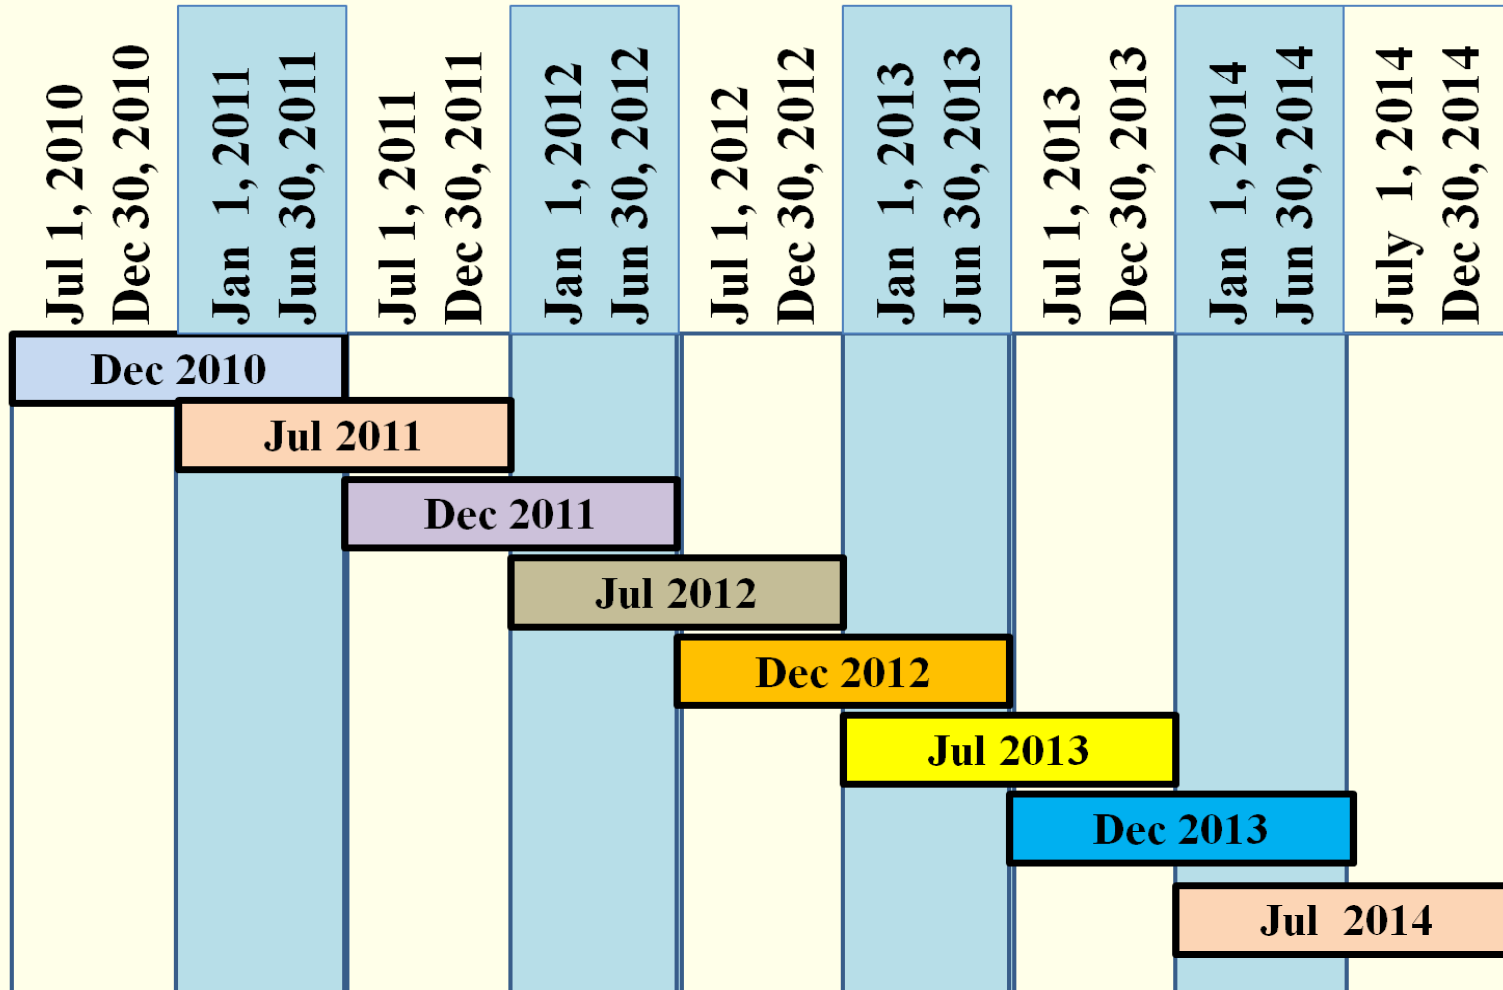 Jul 1, 2010
Dec 30, 2010
Jan 1, 2011
Jun 30, 2011
Jul 1, 2011
Dec 30, 2011
Jan 1, 2012
Jun 30, 2012
Jul 1, 2012
Dec 30, 2012
Jan 1, 2013
Jun 30, 2013
Jul 1, 2013
Dec 30, 2013
Jan 1, 2014
Jun 30, 2014
July 1, 2014
Dec 30, 2014
Dec 2010
Jul 2011
Dec 2011
Jul 2012
Dec 2012
Jul 2013
Dec 2013
Jul 2014